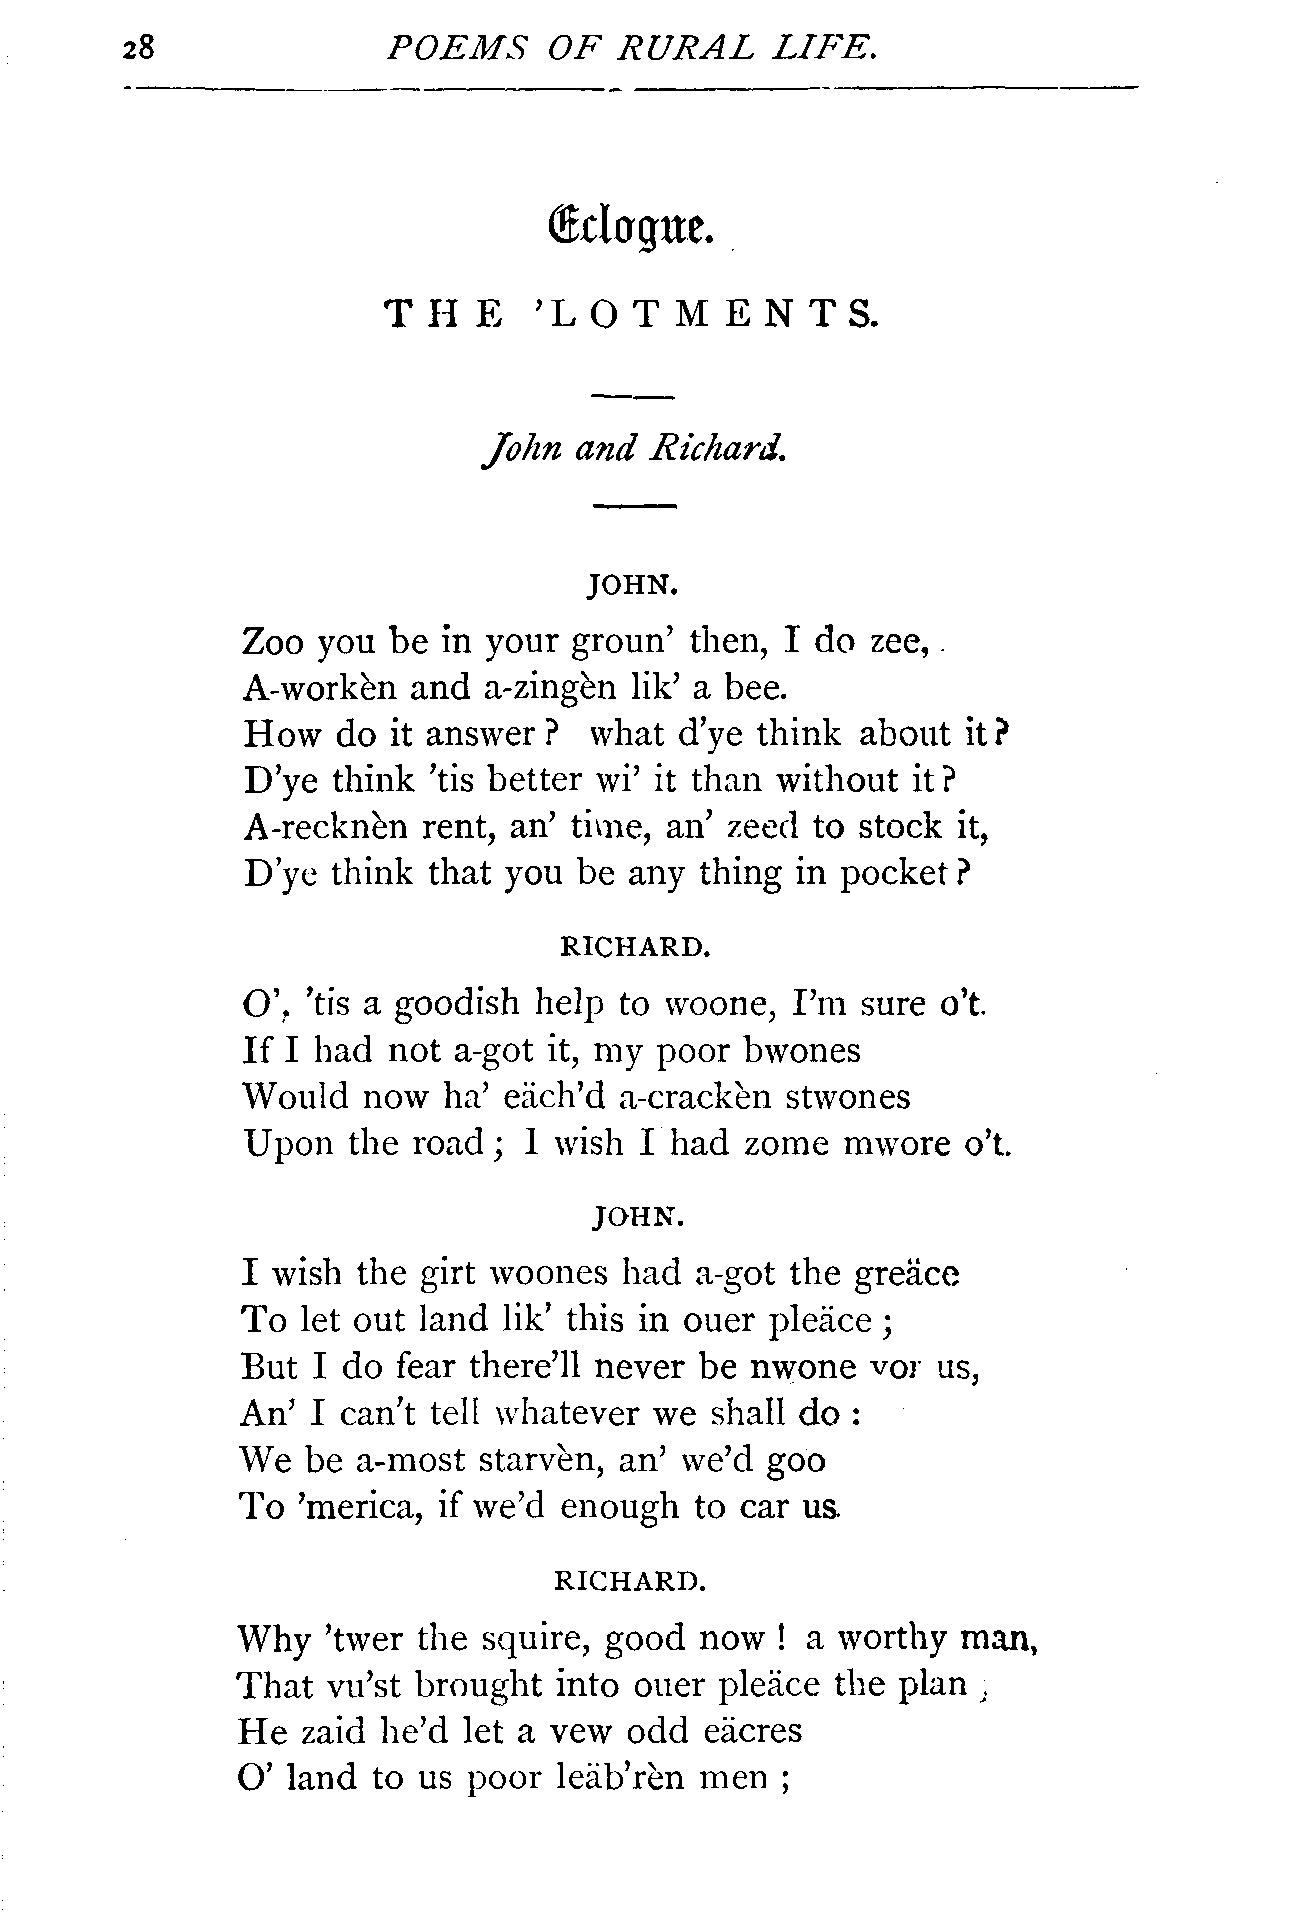 28 POEMS OF RURAL LIFE.
Eclogue.
THE 'LOTMENTS.
John and Richard.
JOHN.
Zoo you be in your groun' then, I do zee,
A-workèn and a-zingèn lik' a bee.
How do it answer? what d'ye think about it?
D'ye think 'tis better wi' it than without it?
A-recknèn rent, an' time, an' zeed to stock it,
D'ye think that you be any thing in pocket?
RICHARD.
O', 'tis a goodish help to woone, I'm sure o't.
If I had not a-got it, my poor bwones
Would now ha' eäch'd a-crackèn stwones
Upon the road; I wish I had zome mwore o't.
JOHN.
I wish the girt woones had a-got the greäce
To let out land lik' this in ouer pleäce;
But I do fear there'll never be nwone vor us,
An' I can't tell whatever we shall do:
We be a-most starvèn, an' we'd goo
To 'merica, if we'd enough to car us.
RICHARD.
Why 'twer the squire, good now! a worthy man,
That vu'st brought into ouer pleäce the plan;
He zaid he'd let a vew odd eäcres
O' land to us poor leäb'rèn men;